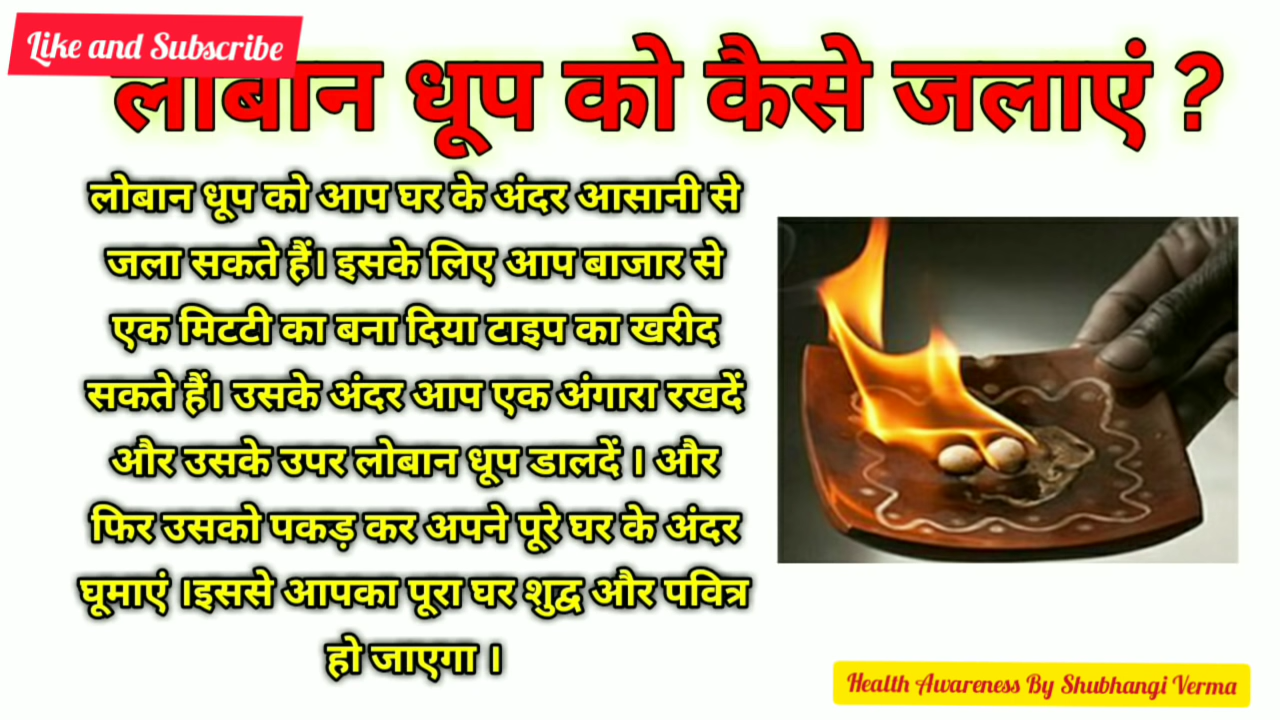 Like and Subscribe
लोबान धूप को कैसे जलाएं ?
लोबान धूप को आप घर के अंदर आसानी से
जला सकते हैं। इसके लिए आप बाजार से
एक मिटटी का बना दिया टाइप का खरीद
सकते हैं। उसके अंदर आप एक अंगारा रखदें
और उसके उपर लोबान धूप डालदें । और
फिर उसको पकड़ कर अपने पूरे घर के अंदर
घूमाएं ।इससे आपका पूरा घर शुद्ध और पवित्र
हो जाएगा ।
Health Awareness By Shubhangi Verma